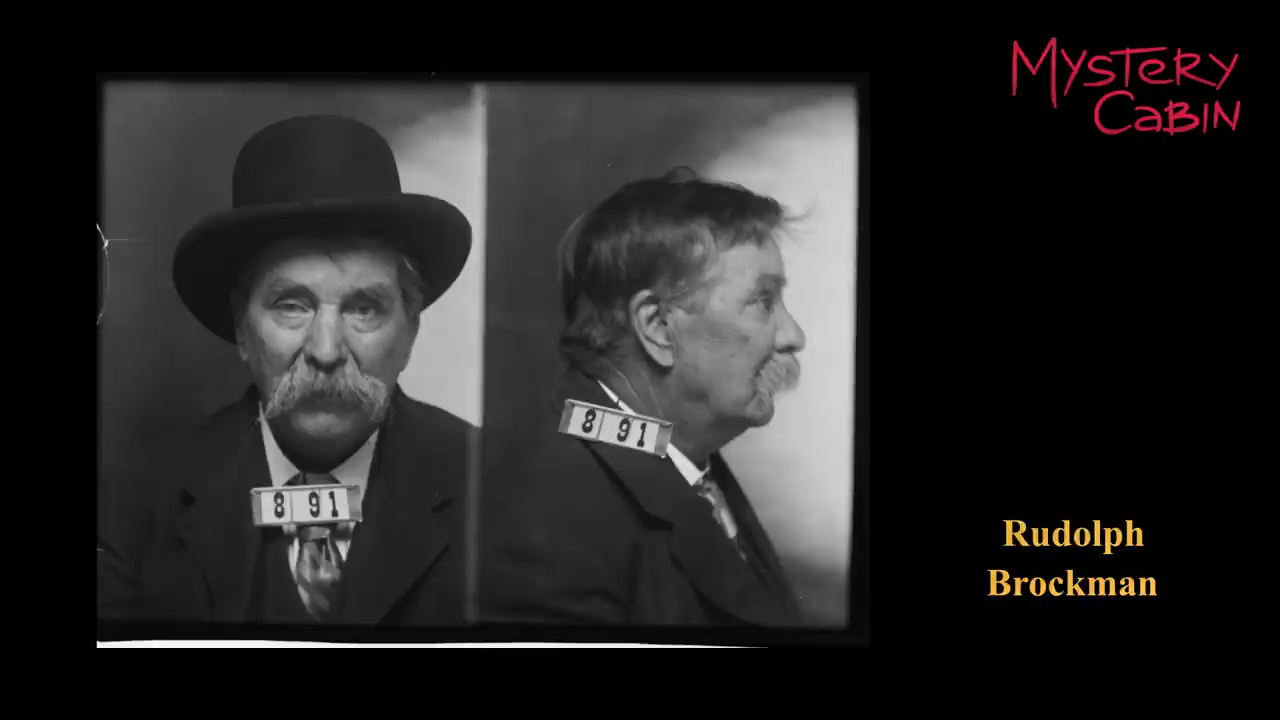 MYSTERY
CABIN
8 91
8 91
Rudolph
Brockman